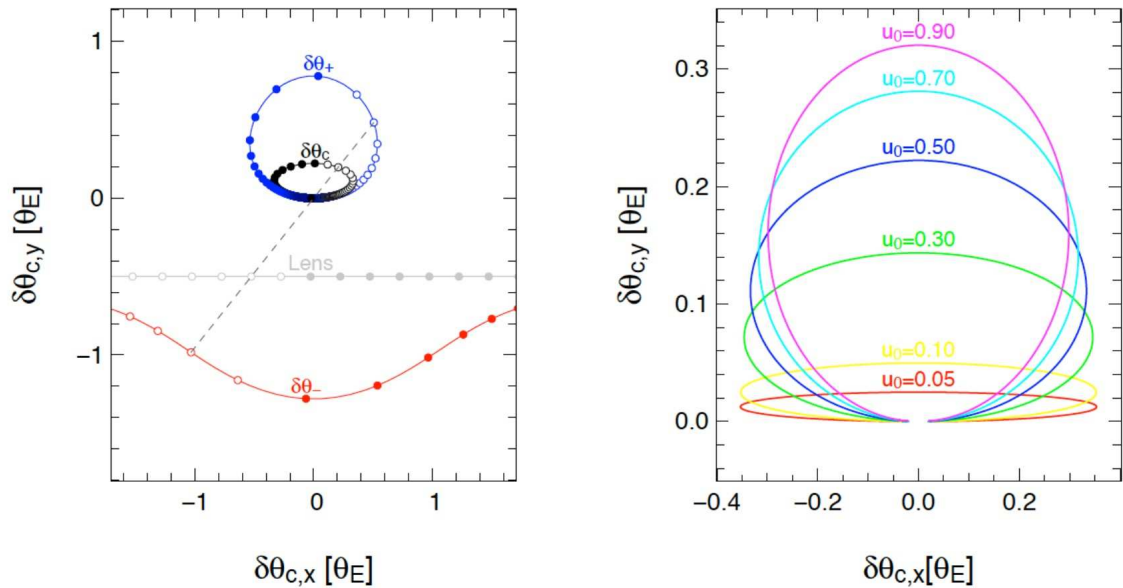 1
0
−1
−1
0
1
δθc,y [θE]
δθc,x [θE]
δθ+
δθc
Lens
δθ−
0.3
0.2
0.1
0.0
−0.4
−0.2
0.0
0.2
δθc,y [θE]
δθc,x[θE]
u0=0.90
u0=0.70
u0=0.50
u0=0.30
u0=0.10
u0=0.05